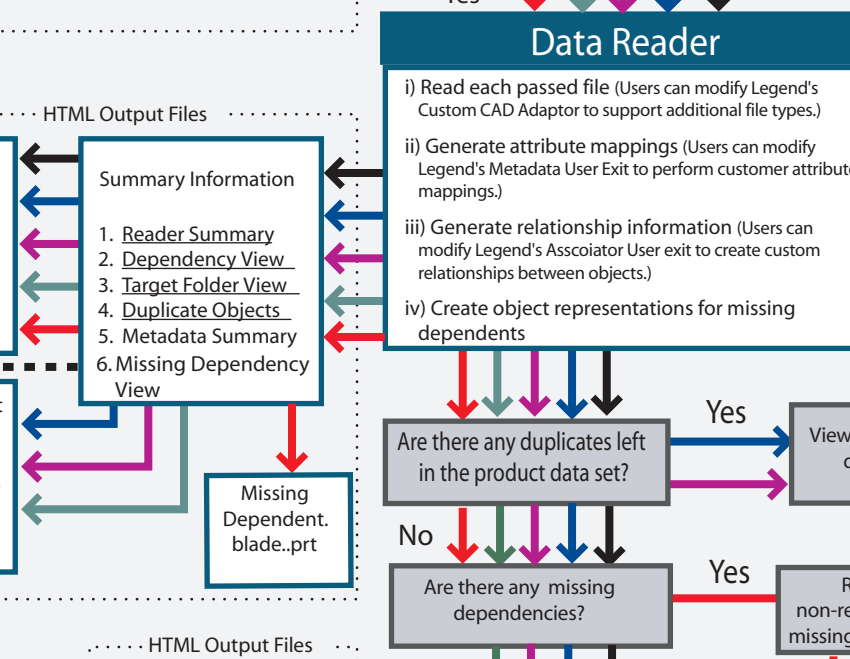 Data Reader
i) Read each passed file (Users can modify Legend's
Custom CAD Adaptor to support additional file types.)
ii) Generate attribute mappings (Users can modify
Legend's Metadata User Exit to perform customer attribute
mappings.)
iii) Generate relationship information (Users can
modify Legend's Asscoiator User exit to create custom
relationships between objects.)
iv) Create object representations for missing
dependents
HTML Output Files
Summary Information
1. Reader Summary
2. Dependency View
3. Target Folder View
4. Duplicate Objects
5. Metadata Summary
6. Missing Dependency
View
Missing
Dependent.
blade..prt
Are there any duplicates left
in the product data set?
Yes
View
No
Are there any missing
dependencies?
Yes
missing
HTML Output Files